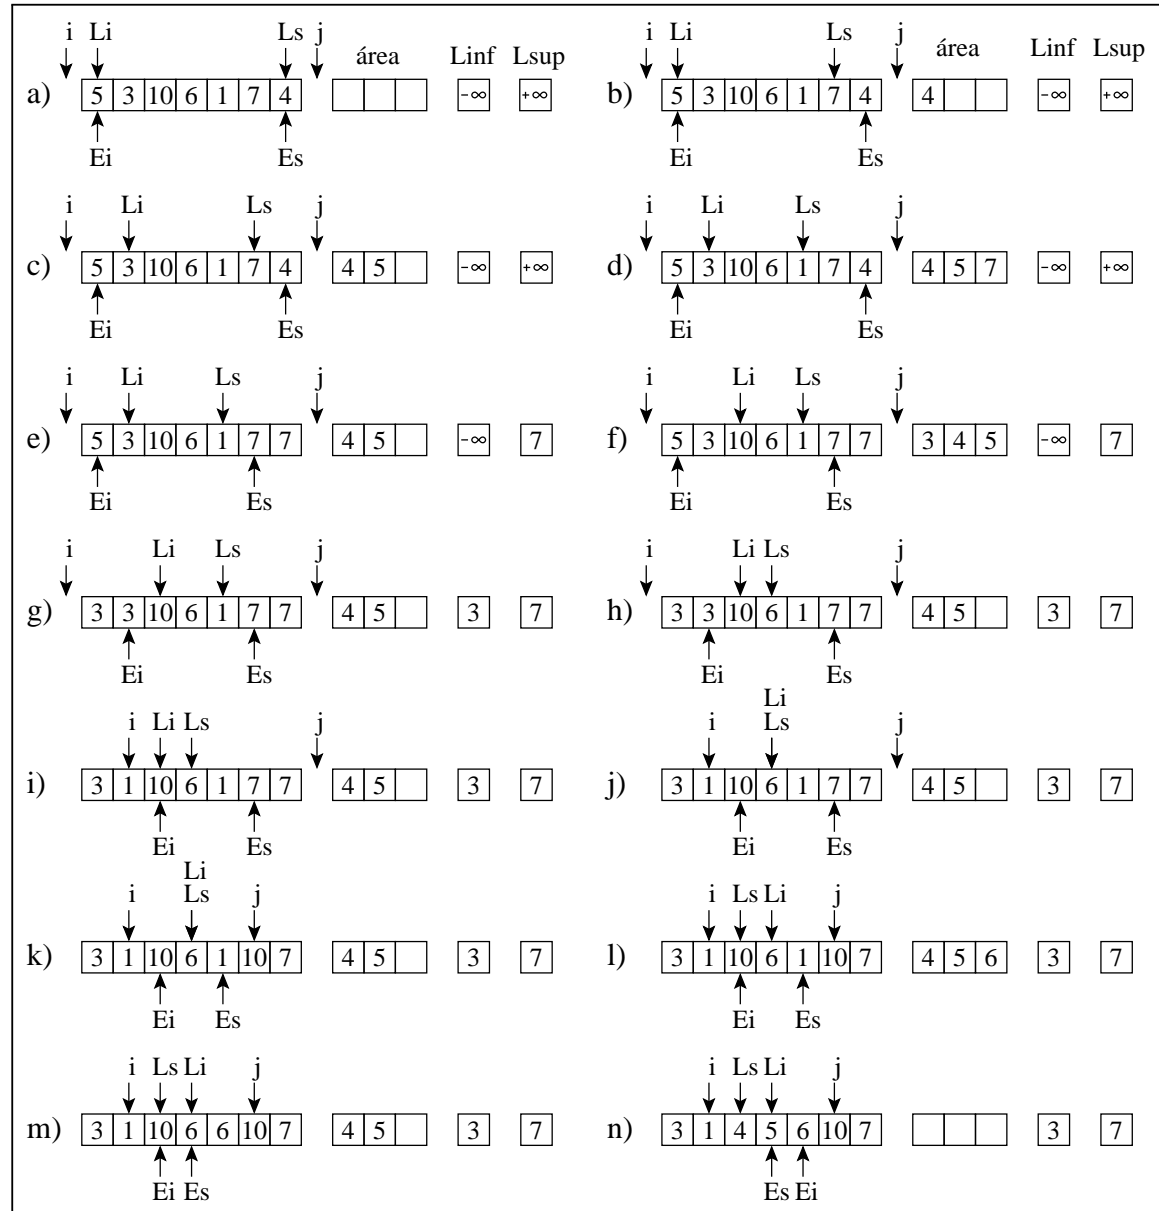 i Li Ls j área Linf Lsup
a) 5 3 10 6 1 7 4 -∞ +∞
Ei Es
i Li Ls j área Linf Lsup
b) 5 3 10 6 1 7 4 4 -∞ +∞
Ei Es
i Li Ls j
c) 5 3 10 6 1 7 4 4 5 -∞ +∞
Ei Es
i Li Ls j
d) 5 3 10 6 1 7 4 4 5 7 -∞ +∞
Ei Es
i Li Ls j
e) 5 3 10 6 1 7 7 4 5 -∞ 7
Ei Es
i Li Ls j
f) 5 3 10 6 1 7 7 3 4 5 -∞ 7
Ei Es
i Li Ls j
g) 3 3 10 6 1 7 7 4 5 3 7
Ei Es
i Li Ls j
h) 3 3 10 6 1 7 7 4 5 3 7
Ei Es
i Li Ls j
i) 3 1 10 6 1 7 7 4 5 3 7
Ei Es
Li
i Ls j
j) 3 1 10 6 1 7 7 4 5 3 7
Ei Es
Li
i Ls j
k) 3 1 10 6 1 10 7 4 5 3 7
Ei Es
i Ls Li j
l) 3 1 10 6 1 10 7 4 5 6 3 7
Ei Es
i Ls Li j
m) 3 1 10 6 6 10 7 4 5 3 7
Ei Es
i Ls Li j
n) 3 1 4 5 6 10 7 3 7
Es Ei